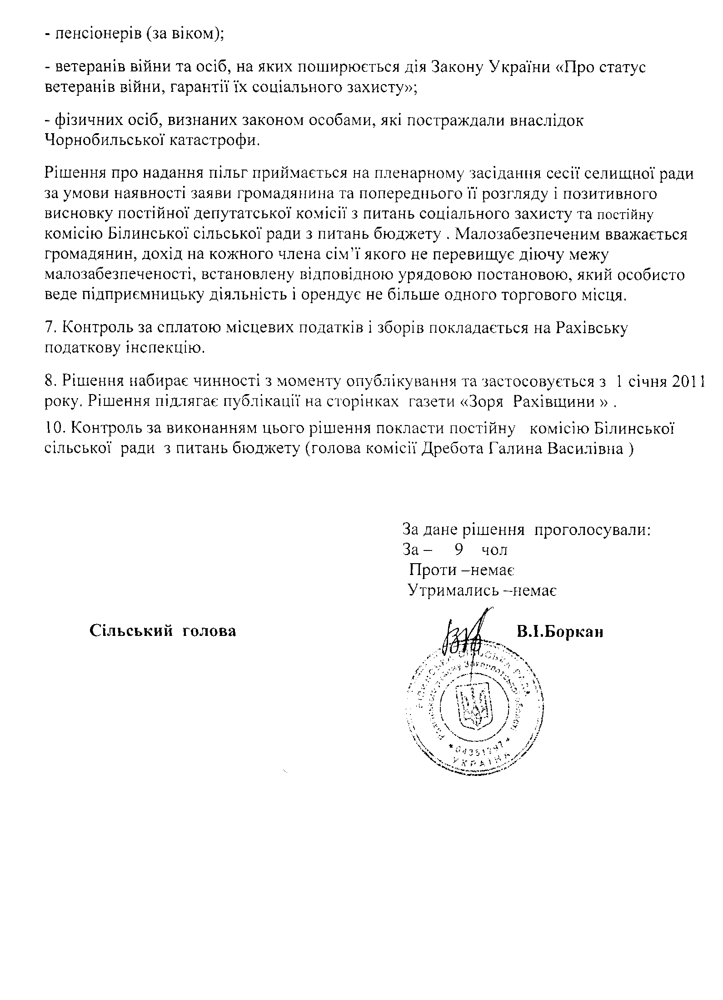 - пенсіонерів (за віком);
- ветеранів війни та осіб, на яких поширюється дія Закону України «Про статус
ветеранів війни, гарантії їх соціального захисту»;
- фізичних осіб, визнаних законом особами, які постраждали внаслідок
Чорнобильської катастрофи.
Рішення про надання пільг приймається на пленарному засідання сесії селищної ради
за умови наявності заяви громадянина та попереднього її розгляду і позитивного
висновку постійної депутатської комісії з питань соціального захисту та постійну
комісію Білинської сільської ради з питань бюджету . Малозабезпеченим вважається
громадянин, дохід на кожного члена сім’ї якого не перевищує діючу межу
малозабезпеченості, встановлену відповідною урядовою постановою, який особисто
веде підприємницьку діяльність і орендує не більше одного торгового місця.
7. Контроль за сплатою місцевих податків і зборів покладається на Рахівську
податкову інспекцію.
8. Рішення набирає чинності з моменту опублікування та застосовується з 1 січня 2011
року. Рішення підлягає публікації на сторінках газети «Зоря Рахівщини » .
10. Контроль за виконанням цього рішення покласти постійну комісію Білинської
сільської ради з питань бюджету (голова комісії Дребота Галина Василівна )
За дане рішення проголосували:
За – 9 чол
Проти –немає
Утримались –немає
Сільський голова В.І.Боркан
СІЛЬСЬКА РАДА
УКРАЇНА